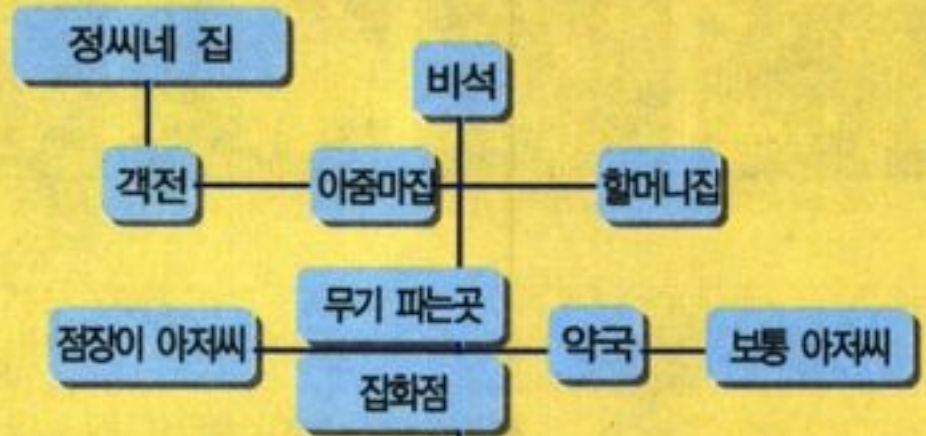 정씨네 집
비석
객전
아줌마집
할머니집
무기 파는곳
점장이 아저씨
약국
보통 아저씨
집화점